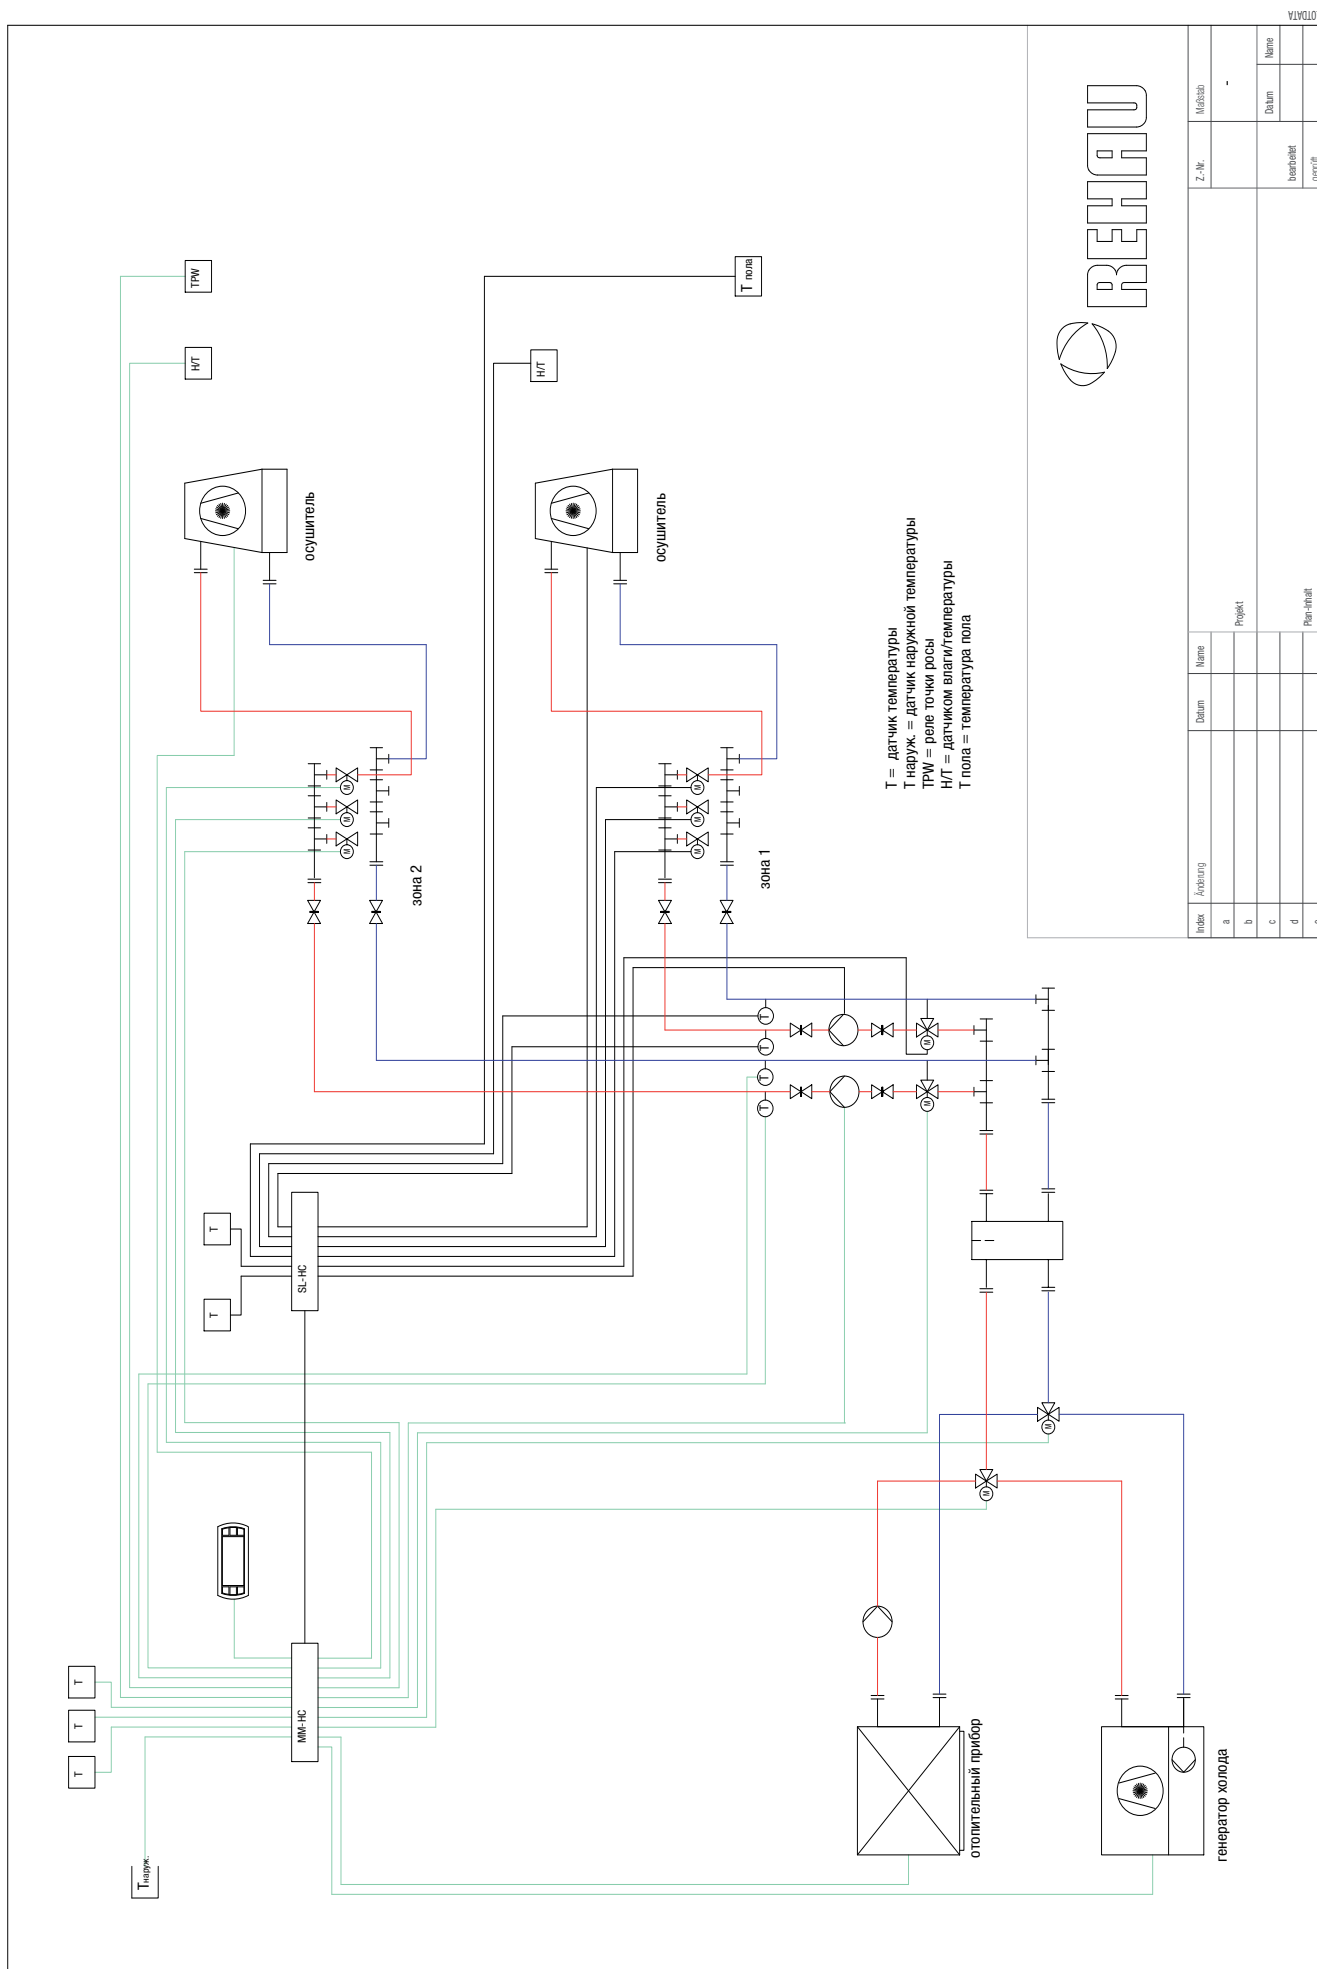 TPW
H/T
осушитель
зона 2
T пола
H/T
осушитель
зона 1
T = датчик температуры
T наруж. = датчик наружной температуры
TPW = реле точки росы
H/T = датчиком влаги/температуры
T пола = температура пола
T
T
SL-HC
T
T
T
T
T
T
T
MM-HC
T наруж.
M
M
M
M
M
M
M
M
M
M
отопительный прибор
генератор холода
REHAU
Z.-Nr.
Maßstab
-
Datum
Name
bearbeitet
geprüft
Projekt
Plan-Inhalt
Index
Änderung
Datum
Name
a
b
c
d